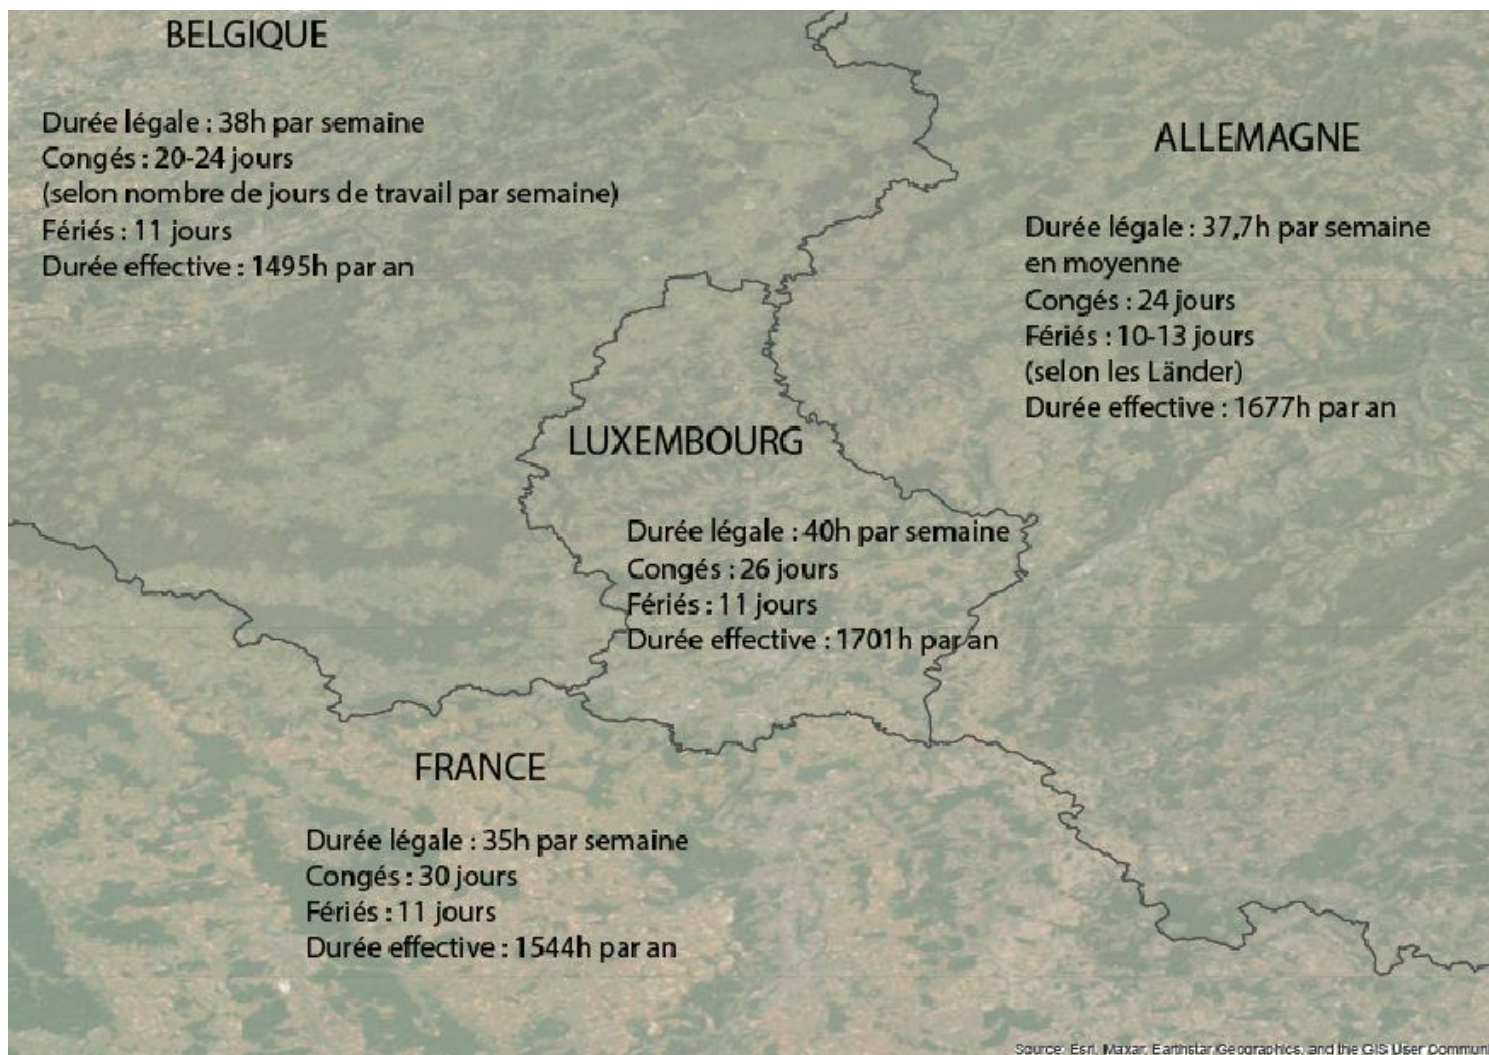 BELGIQUE
Durée légale : 38h par semaine
Congés : 20-24 jours
(selon nombre de jours de travail par semaine)
Fériés : 11 jours
Durée effective : 1495h par an
ALLEMAGNE
Durée légale : 37,7h par semaine
en moyenne
Congés : 24 jours
Fériés : 10-13 jours
(selon les Länder)
Durée effective : 1677h par an
LUXEMBOURG
Durée légale : 40h par semaine
Congés : 26 jours
Fériés : 11 jours
Durée effective : 1701h par an
FRANCE
Durée légale : 35h par semaine
Congés : 30 jours
Fériés : 11 jours
Durée effective : 1544h par an
Source: Esri, Maxar, Earthstar Geographics, and the GIS User Commun